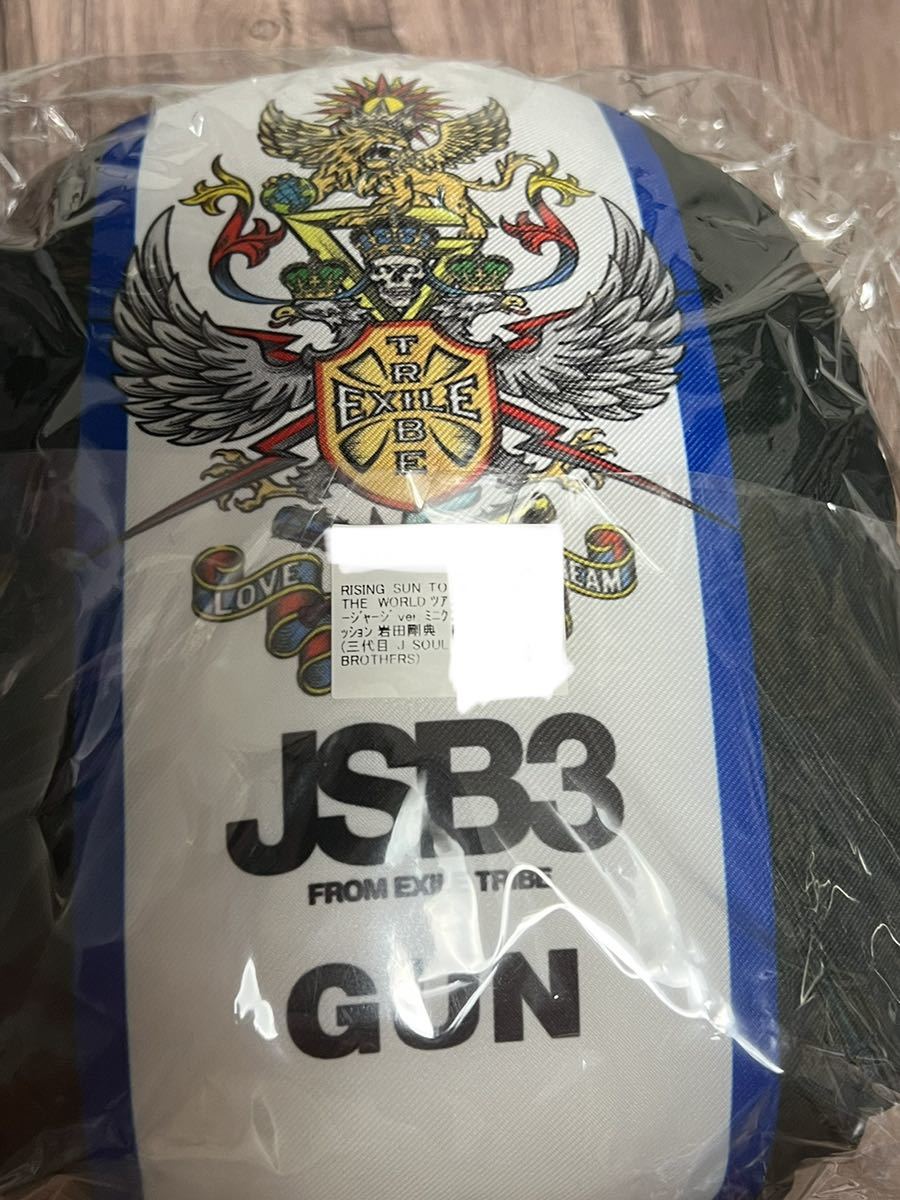 TRIBE
EXILE
LOVE
EAM
RISING SUN TO
THE WORLD ツア
ージャージ ver ミニク
ッション 岩田剛典
(三代目 J SOUL
BROTHERS)
JSB3
FROM EXILE TRIBE
GUN